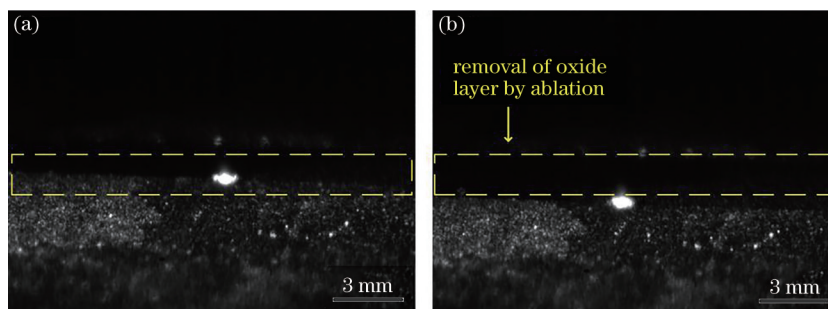 (a)
3 mm
(b)
removal of oxide
layer by ablation
3 mm